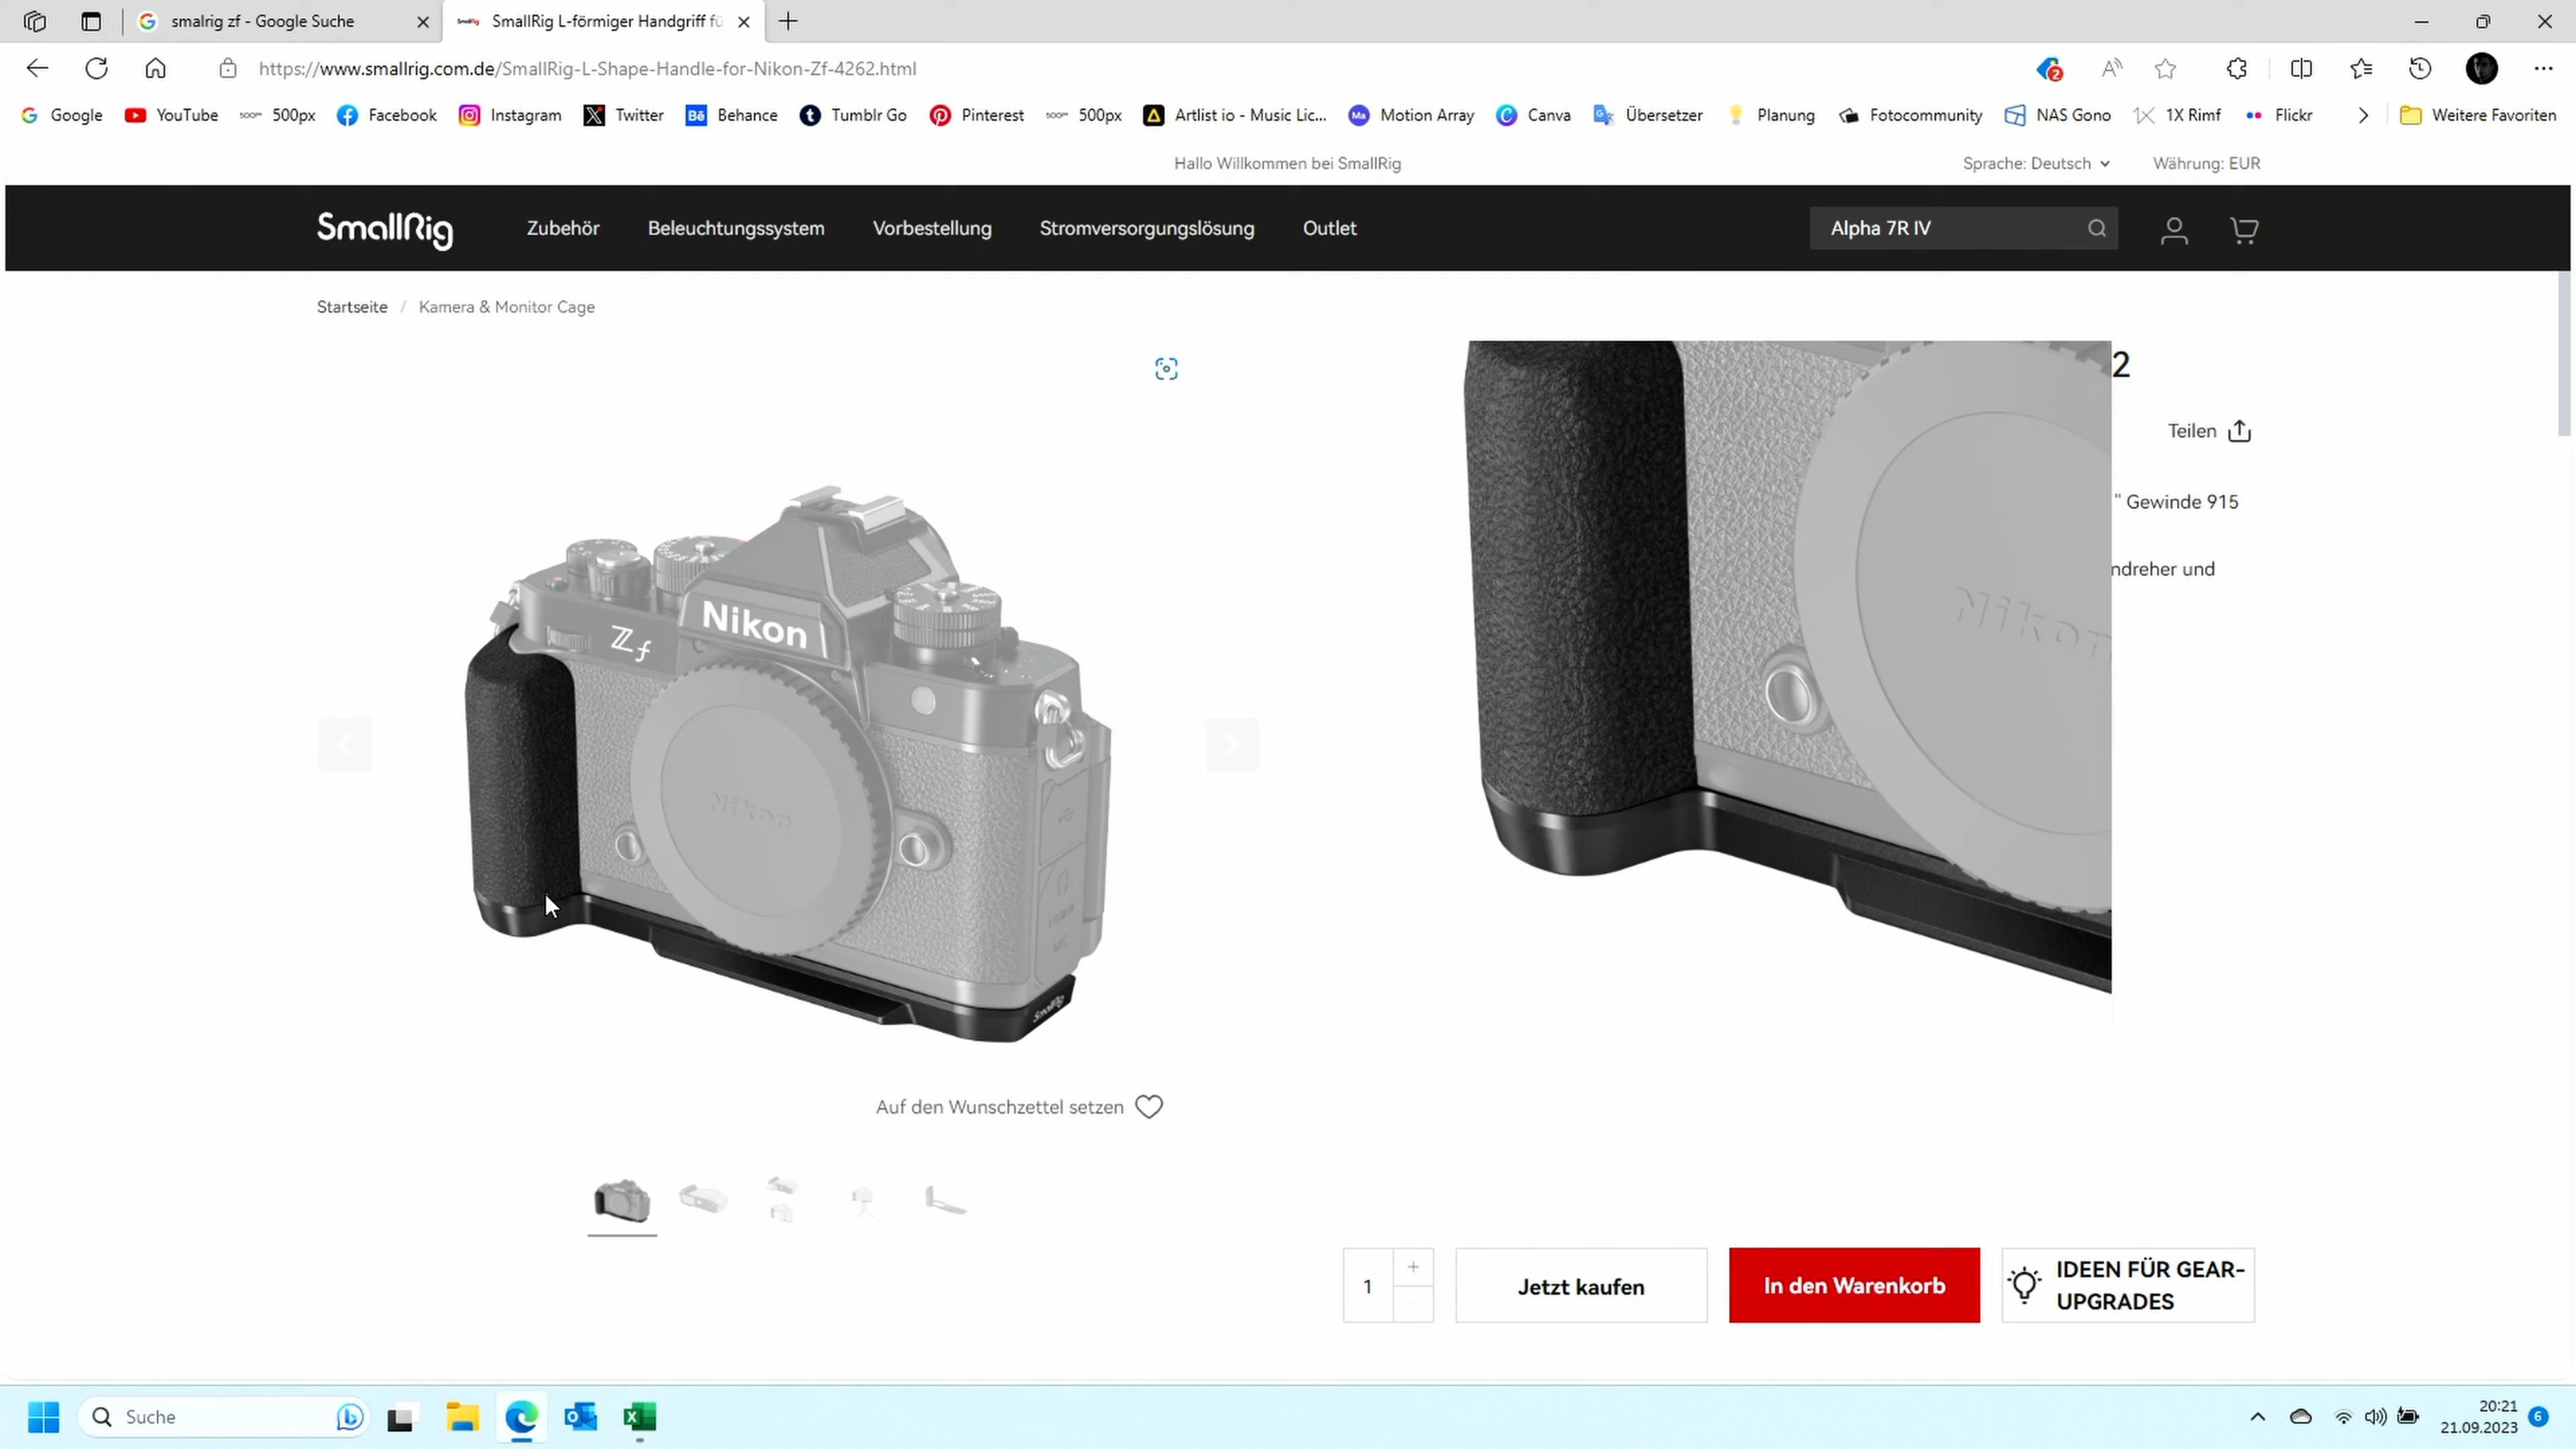 smalrig zf - Google Suche
SmallRig L-förmiger Handgriff fü
https://www.smallrig.com.de/SmallRig-L-Shape-Handle-for-Nikon-Zf-4262.html
2
Google YouTube 500px Facebook Instagram Twitter Behance Tumblr Go Pinterest 500px Artlist io - Music Lic... Motion Array Canva Übersetzer Planung Fotocommunity NAS Gono 1X Rimf Flickr Weitere Favoriten
Hallo Willkommen bei SmallRig
Sprache: Deutsch
Währung: EUR
SmallRig
Zubehör Beleuchtungssystem Vorbestellung Stromversorgungslösung Outlet
Alpha 7R IV
Startseite / Kamera & Monitor Cage
2
Teilen
" Gewinde 915
ndreher und
Nikon
Zf
Nikon
SmallRig
Nikon
Auf den Wunschzettel setzen
1
+
Jetzt kaufen
In den Warenkorb
IDEEN FÜR GEAR-
UPGRADES
Suche
20:21
21.09.2023
6